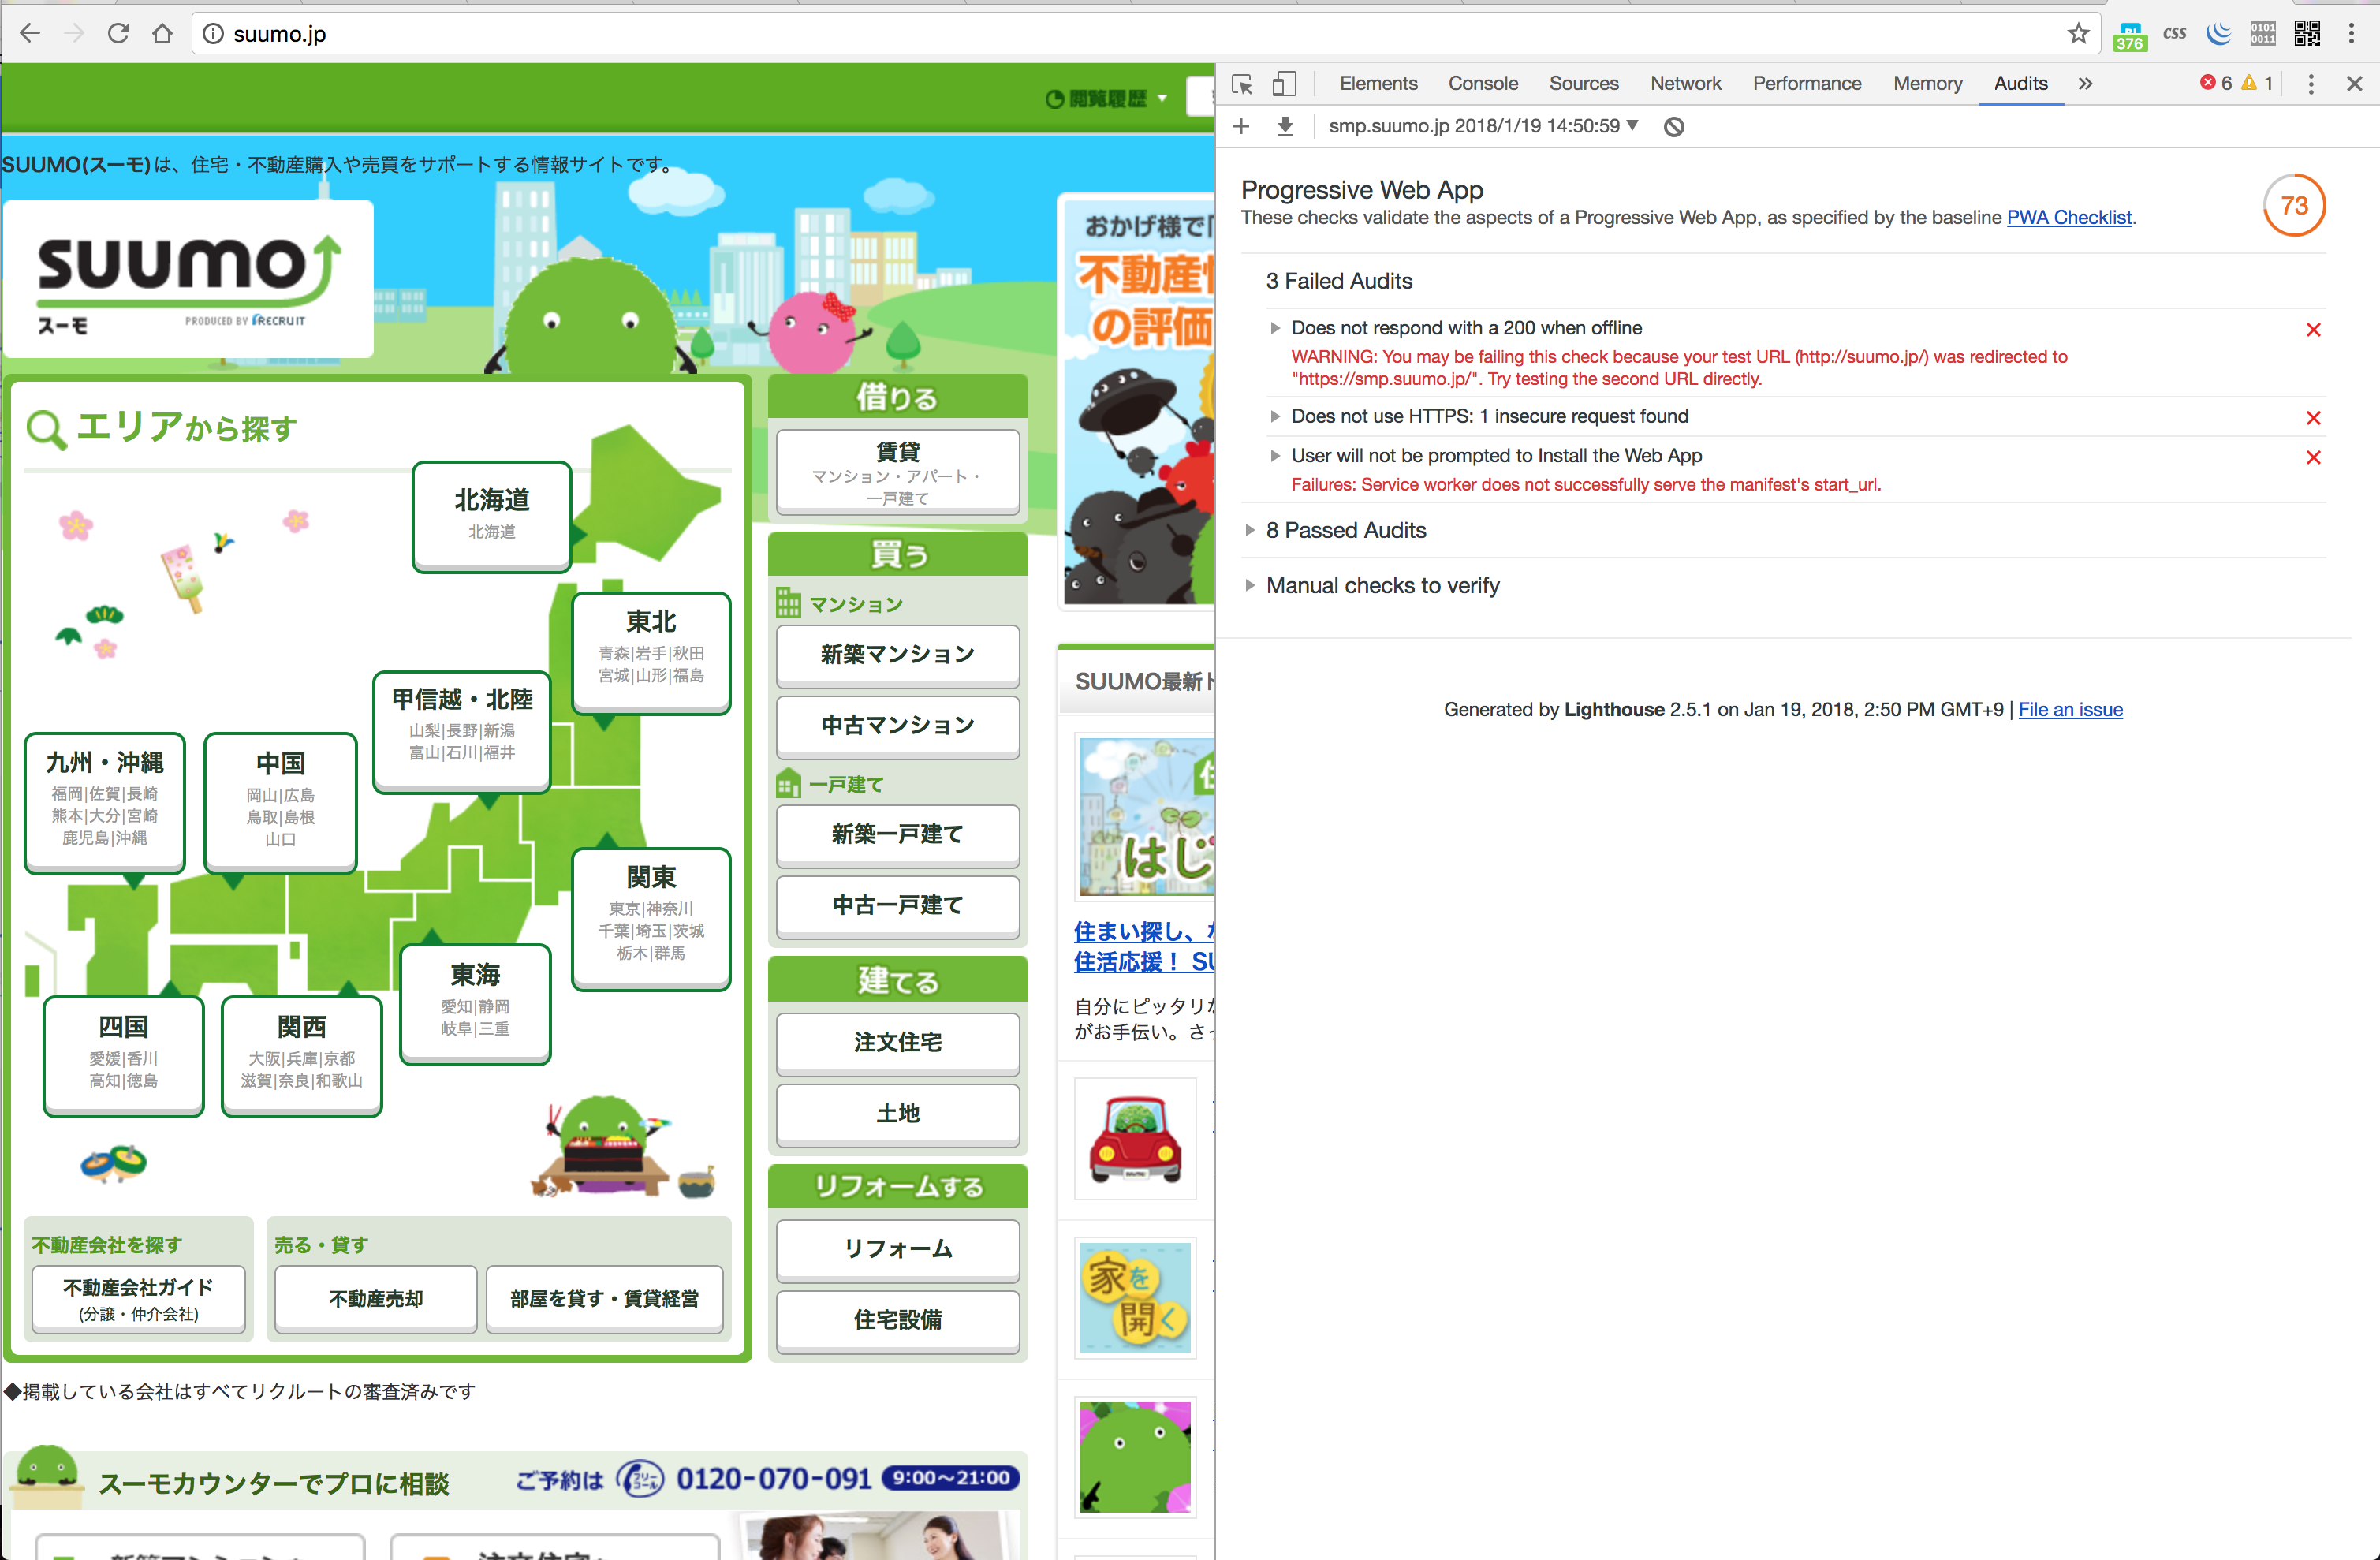 suumo.jp
376
css
0101
0011
閲覧履歴
SUUMO(スーモ)は、住宅・不動産購入や売買をサポートする情報サイトです。
suumo
スーモ
PRODUCED BY RECRUIT
エリアから探す
北海道
北海道
東北
青森|岩手|秋田
宮城|山形|福島
甲信越・北陸
山梨|長野|新潟
富山|石川|福井
九州・沖縄
福岡|佐賀|長崎
熊本|大分|宮崎
鹿児島|沖縄
中国
岡山|広島
鳥取|島根
山口
関東
東京|神奈川
千葉|埼玉|茨城
栃木|群馬
東海
愛知|静岡
岐阜|三重
四国
愛媛|香川
高知|徳島
関西
大阪|兵庫|京都
滋賀|奈良|和歌山
不動産会社を探す
不動産会社ガイド
(分譲・仲介会社)
売る・貸す
不動産売却
部屋を貸す・賃貸経営
◆掲載している会社はすべてリクルートの審査済みです
スーモカウンターでプロに相談
ご予約は フリーコール 0120-070-091 9:00～21:00
借りる
賃貸
マンション・アパート・
一戸建て
買う
マンション
新築マンション
中古マンション
一戸建て
新築一戸建て
中古一戸建て
建てる
注文住宅
土地
リフォームする
リフォーム
住宅設備
おかげ様で
不動産
の評価
SUUMO最新
はじ
住まい探し、
住活応援！ SU
自分にピッタリ
がお手伝い。さっ
SUUMO
家を
開く
Elements Console Sources Network Performance Memory Audits 6 1
smp.suumo.jp 2018/1/19 14:50:59
Progressive Web App
These checks validate the aspects of a Progressive Web App, as specified by the baseline PWA Checklist.
73
3 Failed Audits
Does not respond with a 200 when offline
WARNING: You may be failing this check because your test URL (http://suumo.jp/) was redirected to
"https://smp.suumo.jp/". Try testing the second URL directly.
Does not use HTTPS: 1 insecure request found
User will not be prompted to Install the Web App
Failures: Service worker does not successfully serve the manifest's start_url.
8 Passed Audits
Manual checks to verify
Generated by Lighthouse 2.5.1 on Jan 19, 2018, 2:50 PM GMT+9 | File an issue